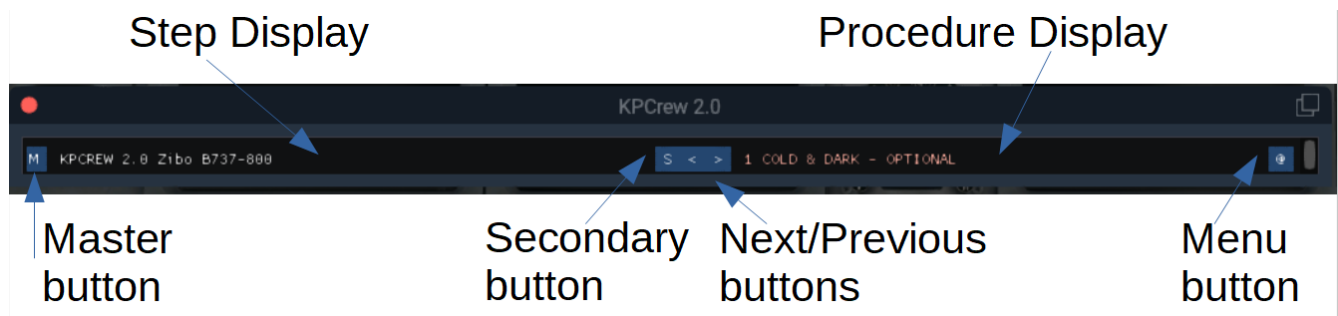 Step Display
Procedure Display
KPCrew 2.0
M KPCREW 2.0 Zibo B737-800 S < > 1 COLD & DARK - OPTIONAL
Master
button
Secondary
button
Next/Previous
buttons
Menu
button